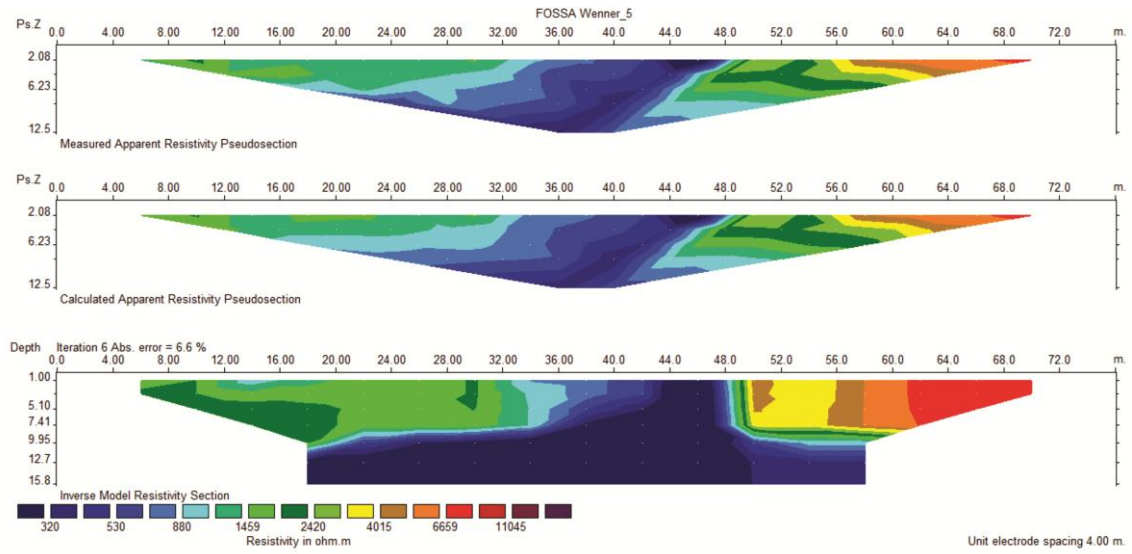 FOSSA Wenner_5
Ps.Z 0.0 4.00 8.00 12.00 16.00 20.00 24.00 28.00 32.00 36.00 40.0 44.0 48.0 52.0 56.0 60.0 64.0 68.0 72.0 m.
2.08
6.23
12.5
Measured Apparent Resistivity Pseudosection
Ps.Z 0.0 4.00 8.00 12.00 16.00 20.00 24.00 28.00 32.00 36.00 40.0 44.0 48.0 52.0 56.0 60.0 64.0 68.0 72.0 m.
2.08
6.23
12.5
Calculated Apparent Resistivity Pseudosection
Depth Iteration 6 Abs. error = 6.6 %
0.0 4.00 8.00 12.00 16.00 20.00 24.00 28.00 32.00 36.00 40.0 44.0 48.0 52.0 56.0 60.0 64.0 68.0 72.0 m.
1.00
5.10
7.41
9.95
12.7
15.8
Inverse Model Resistivity Section
320 530 880 1459 2420 4015 6659 11045
Resistivity in ohm.m
Unit electrode spacing 4.00 m.